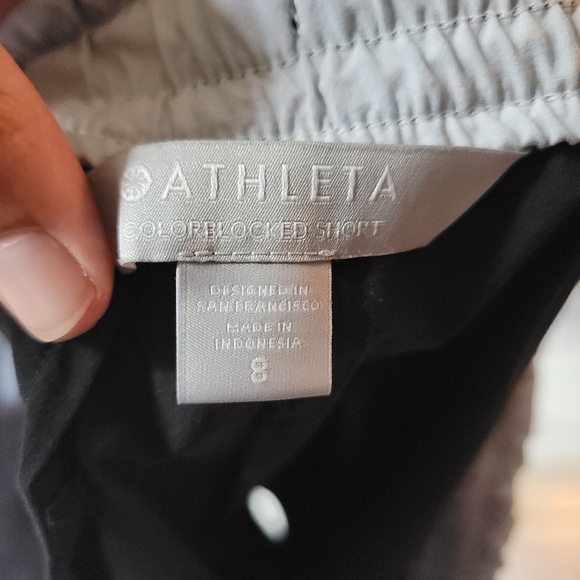 ATHLETA
COLORBLOCKED SHORT
DESIGNED IN
SAN FRANCISCO
MADE IN
INDONESIA
8